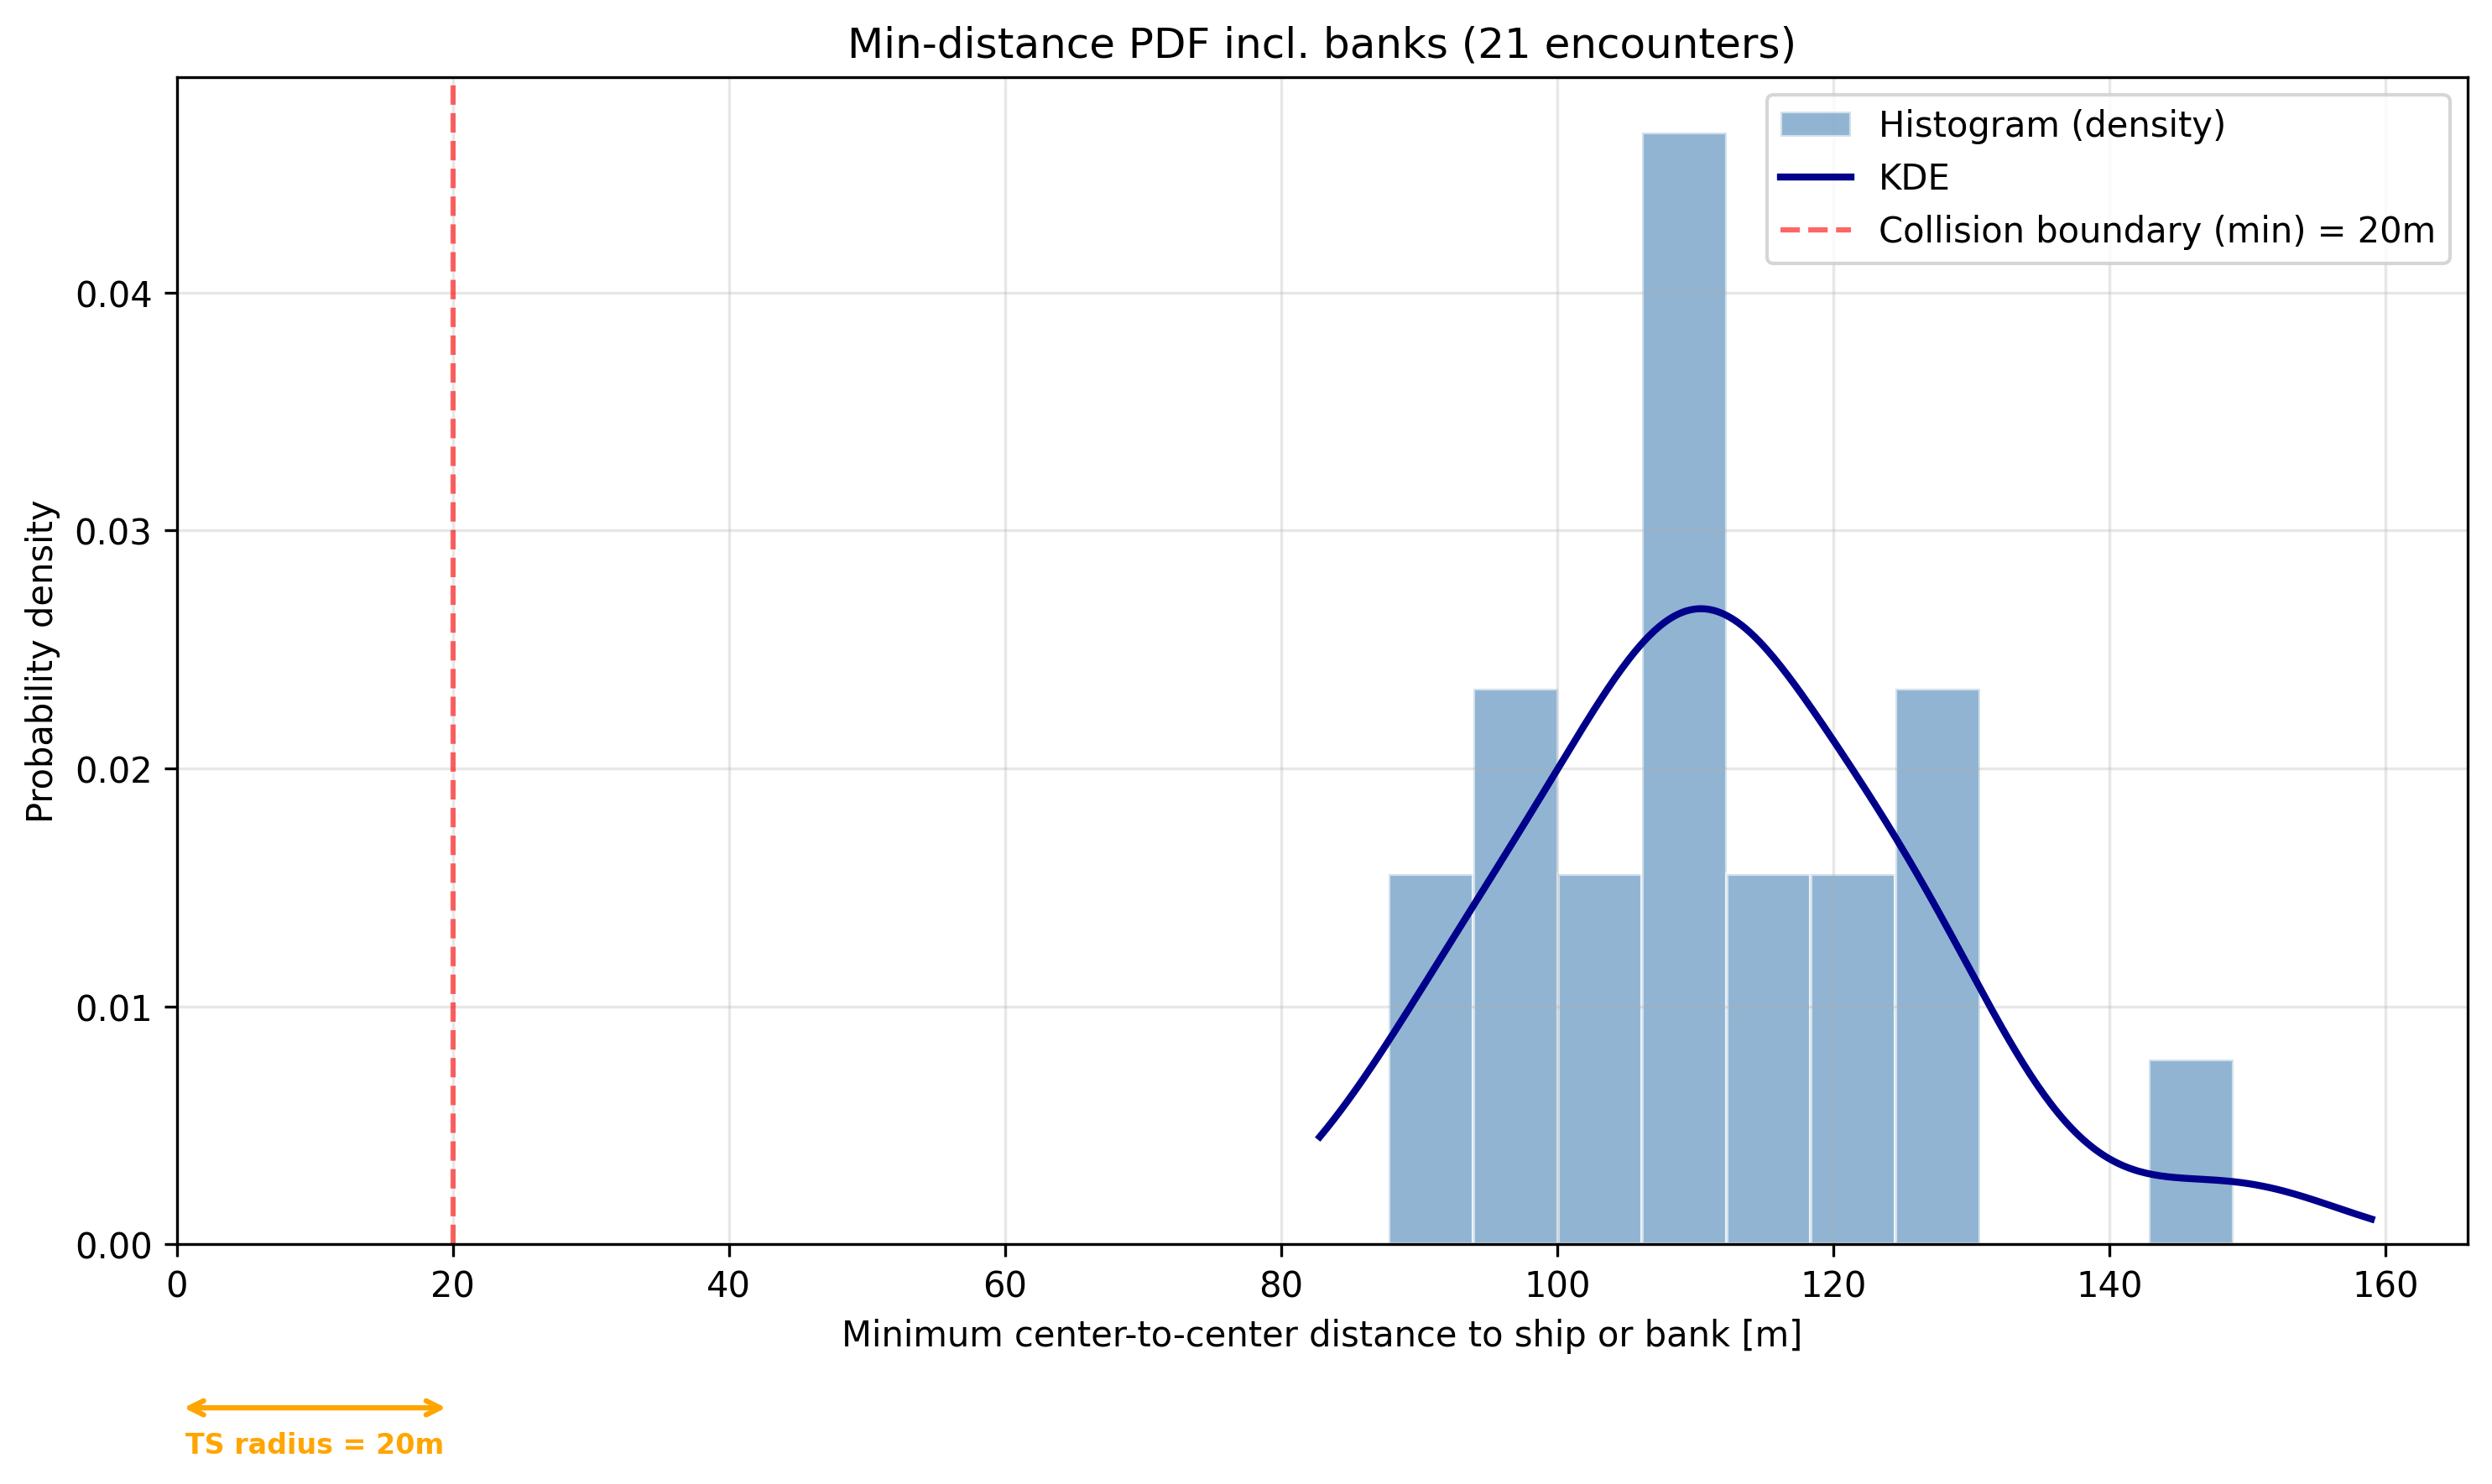 Min-distance PDF incl. banks (21 encounters)
Histogram (density)
KDE
Collision boundary (min) = 20m
Probability density
0.04
0.03
0.02
0.01
0.00
0
20
40
60
80
100
120
140
160
Minimum center-to-center distance to ship or bank [m]
TS radius = 20m